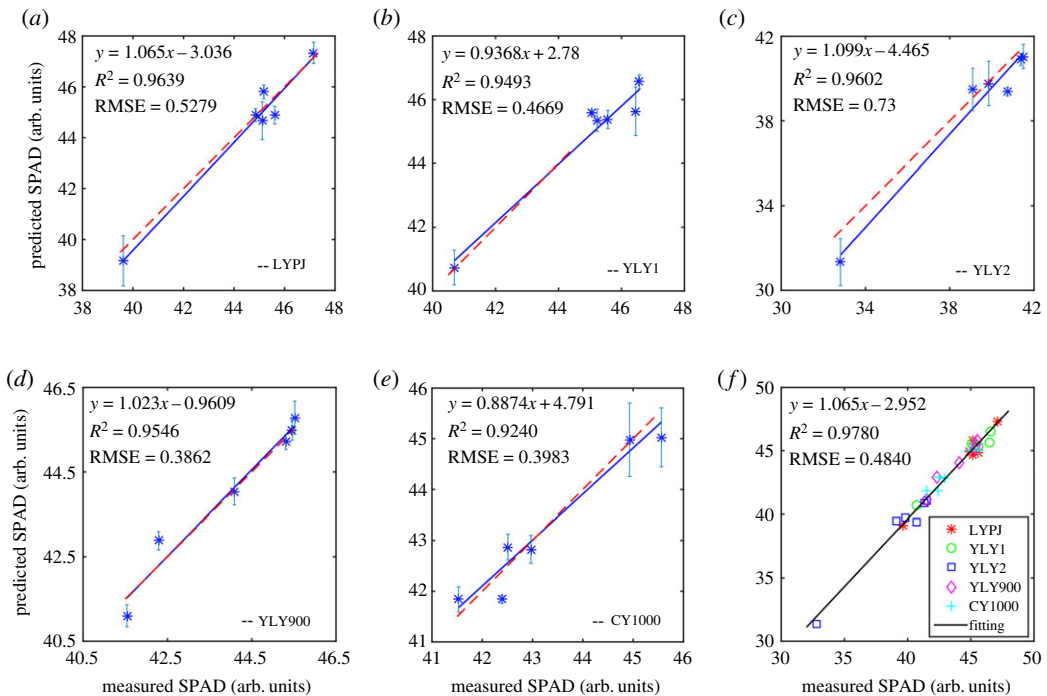 (a)
y = 1.065x – 3.036
R² = 0.9639
RMSE = 0.5279
48
46
44
42
40
38
38 40 42 44 46 48
predicted SPAD (arb. units)
-- LYPJ
(b)
y = 0.9368x + 2.78
R² = 0.9493
RMSE = 0.4669
48
46
44
42
40
40 42 44 46 48
-- YLY1
(c)
y = 1.099x – 4.465
R² = 0.9602
RMSE = 0.73
42
39
36
33
30
30 34 38 42
-- YLY2
(d)
y = 1.023x – 0.9609
R² = 0.9546
RMSE = 0.3862
46.5
44.5
42.5
40.5
40.5 42.5 44.5 46.5
predicted SPAD (arb. units)
measured SPAD (arb. units)
-- YLY900
(e)
y = 0.8874x + 4.791
R² = 0.9240
RMSE = 0.3983
46
45
44
43
42
41
41 42 43 44 45 46
measured SPAD (arb. units)
-- CY1000
(f)
y = 1.065x – 2.952
R² = 0.9780
RMSE = 0.4840
50
45
40
35
30
30 35 40 45 50
measured SPAD (arb. units)
LYPJ
YLY1
YLY2
YLY900
CY1000
fitting